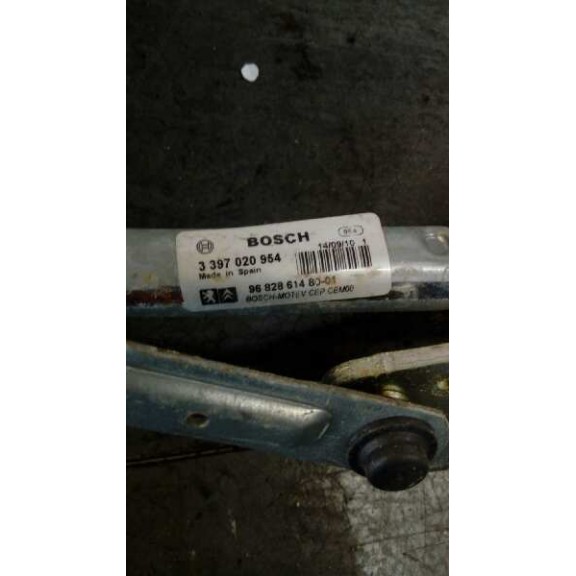 BOSCH
14/09/10 1
3 397 020 954
Made in Spain
96 828 614 80-01
BOSCH-MOTEV CEP CEM00